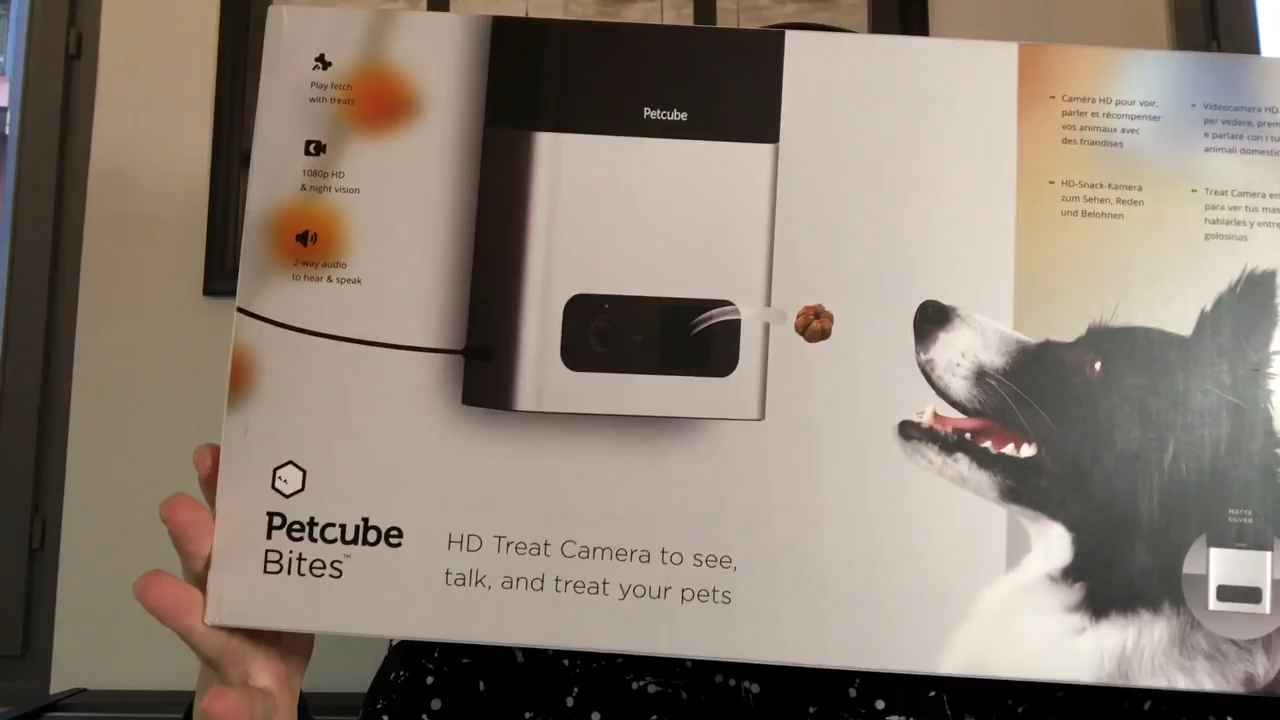 Play fetch
with treats
1080p HD
& night vision
2-way audio
to hear & speak
Petcube
Petcube
Bites™
HD Treat Camera to see,
talk, and treat your pets
Caméra HD pour voir,
parler et récompenser
vos animaux avec
des friandises
HD-Snack-Kamera
zum Sehen, Reden
und Belohnen
Videocamera HD
per vedere, prem
e parlare con i tu
animali domestic
Treat Camera en
para ver tus mas
hablarles y entre
golosinas
MATTE
SILVER